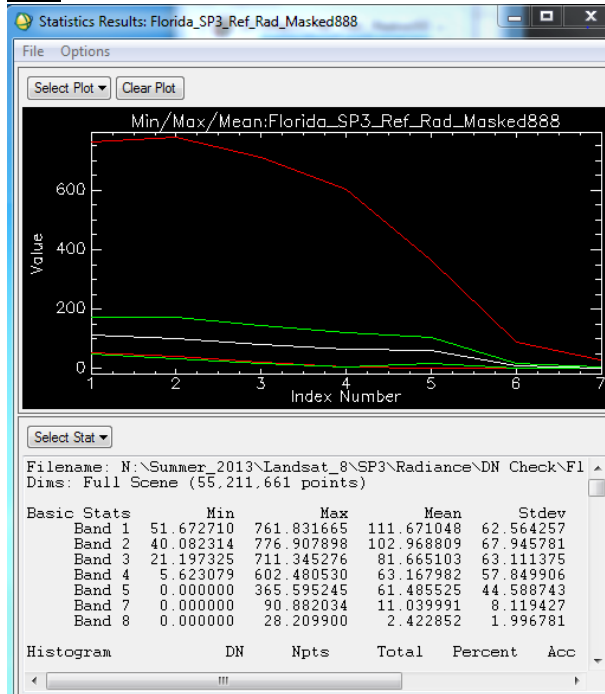 Statistics Results: Florida_SP3_Ref_Rad_Masked888
File Options
Select Plot Clear Plot
Min/Max/Mean:Florida_SP3_Ref_Rad_Masked888
600
400
200
0
Value
1 2 3 4 5 6 7
Index Number
Select Stat
Filename: N:\Summer_2013\Landsat_8\SP3\Radiance\DN Check\Fl
Dims: Full Scene (55,211,661 points)
Basic Stats Min Max Mean Stdev
Band 1 51.672710 761.831665 111.671048 62.564257
Band 2 40.082314 776.907898 102.968809 67.945781
Band 3 21.197325 711.345276 81.665103 63.111375
Band 4 5.623079 602.480530 63.167982 57.849906
Band 5 0.000000 365.595245 61.485525 44.588743
Band 7 0.000000 90.882034 11.039991 8.119427
Band 8 0.000000 28.209900 2.422852 1.996781
Histogram DN Npts Total Percent Acc